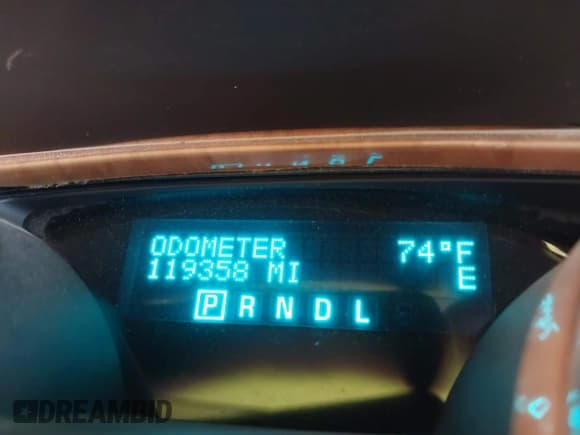 ODOMETER 74°F
119358 MI E
P R N D L
DREAMBID